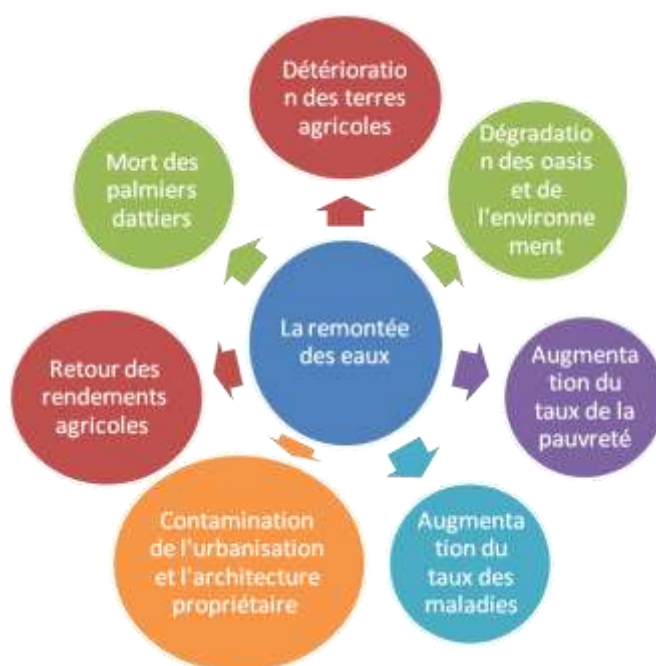 Détérioratio
n des terres
agricoles
Dégradatio
n des oasis
et de
l'environne
ment
Augmenta
tion du
taux de la
pauvreté
Augmenta
tion du
taux des
maladies
Contamination
de l'urbanisation
et l'architecture
propriétaire
Retour des
rendements
agricoles
Mort des
palmiers
dattiers
La remontée
des eaux